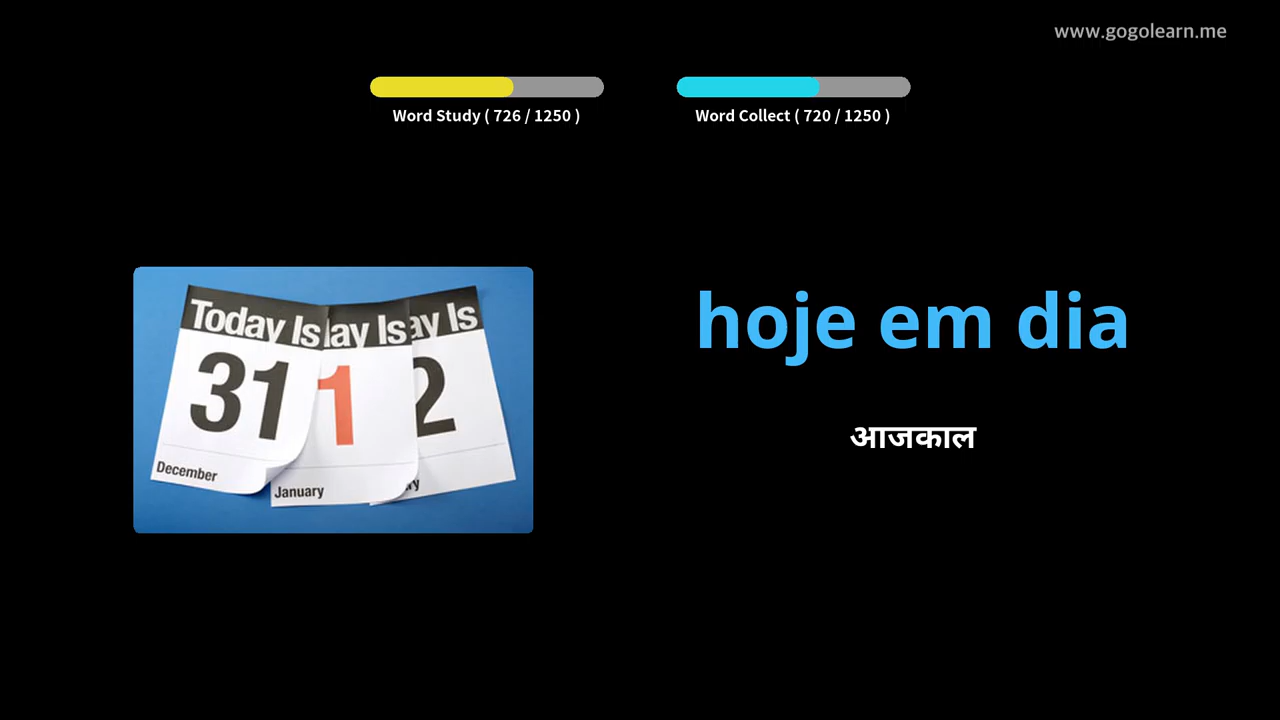 www.gogolearn.me
Word Study ( 726 / 1250 )
Word Collect ( 720 / 1250 )
Today Is
ay Is
ay Is
31
1
2
December
January
ry
hoje em dia
आजकाल